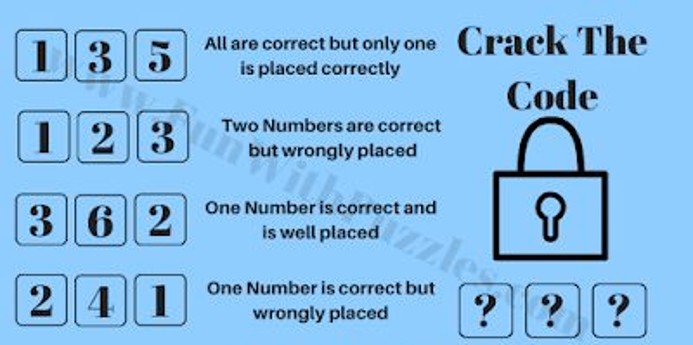 Crack The
Code
1 3 5
All are correct but only one
is placed correctly
1 2 3
Two Numbers are correct
but wrongly placed
3 6 2
One Number is correct and
is well placed
2 4 1
One Number is correct but
wrongly placed
? ? ?
www.FunWithPuzzles.com